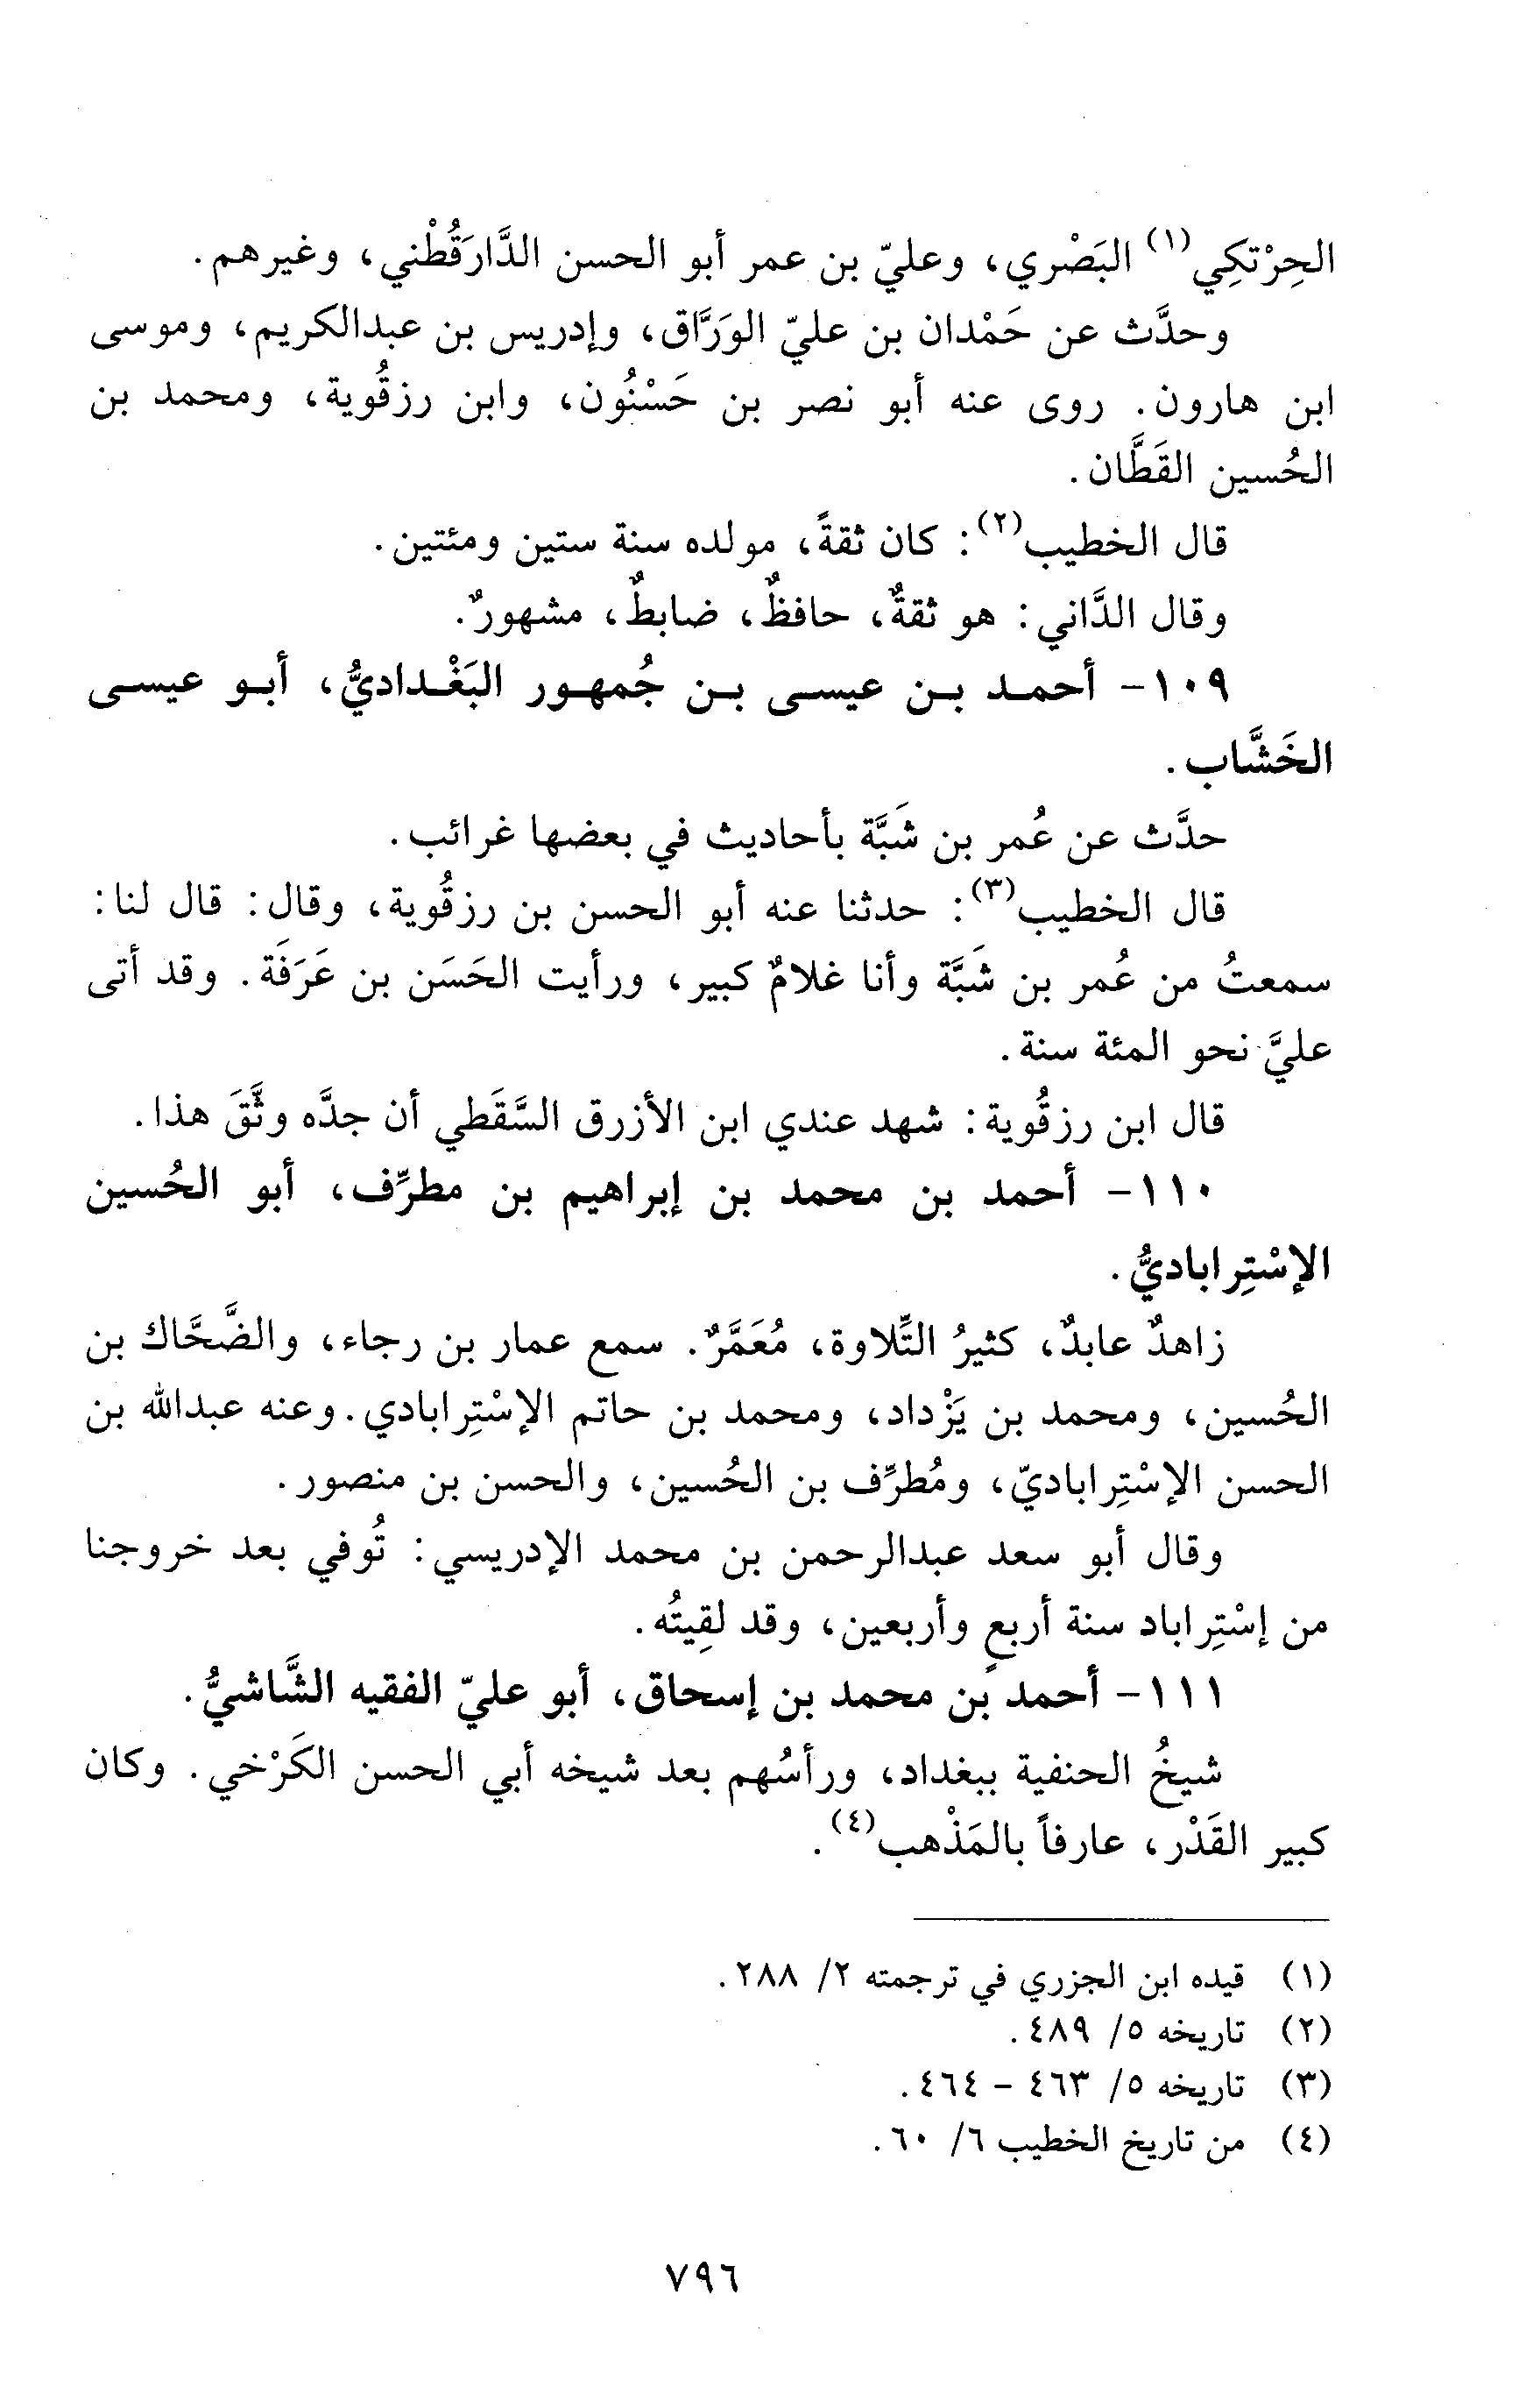 الحِرْتكِي(١) البَصْري، وعليّ بن عمر أبو الحسن الدَّارَقُطْني، وغيرهم.
وحدَّث عن حَمْدان بن عليّ الوَرَّاق، وإدريس بن عبدالكريم، وموسى
ابن هارون. روى عنه أبو نصر بن حَسْنُون، وابن رزقُوية، ومحمد بن
الحُسين القَطَّان.
قال الخطيب(٢): كان ثقةً، مولده سنة ستين ومئتين.
وقال الدَّاني: هو ثقةٌ، حافظٌ، ضابطٌ، مشهورٌ.
١٠٩- أحمد بن عيسى بن جُمهور البَغْداديُّ، أبو عيسى
الخَشَّاب.
حدَّث عن عُمر بن شَبَّة بأحاديث في بعضها غرائب.
قال الخطيب(٣): حدثنا عنه أبو الحسن بن رزقُوية، وقال: قال لنا:
سمعتُ من عُمر بن شَبَّة وأنا غلامٌ كبير، ورأيت الحَسَن بن عَرَفَة. وقد أتى
عليَّ نحو المئة سنة.
قال ابن رزقُوية: شهد عندي ابن الأزرق السَّقَطي أن جدَّه وثَّقَ هذا.
١١٠- أحمد بن محمد بن إبراهيم بن مطرِّف، أبو الحُسين
الإسْتِراباديُّ.
زاهدٌ عابدٌ، كثيرُ التِّلاوة، مُعَمَّرٌ. سمع عمار بن رجاء، والضَّحَّاك بن
الحُسين، ومحمد بن يَزْداد، ومحمد بن حاتم الإسْتِرابادي. وعنه عبدالله بن
الحسن الإسْتِراباديّ، ومُطرِّف بن الحُسين، والحسن بن منصور.
وقال أبو سعد عبدالرحمن بن محمد الإدريسي: تُوفي بعد خروجنا
من إسْتِراباد سنة أربعٍ وأربعين، وقد لقِيتُه.
١١١- أحمد بن محمد بن إسحاق، أبو عليّ الفقيه الشَّاشيُّ.
شيخُ الحنفية ببغداد، ورأسُهم بعد شيخه أبي الحسن الكَرْخي. وكان
كبير القَدْر، عارفاً بالمَذْهب(٤).
(١) قيده ابن الجزري في ترجمته ٢/ ٢٨٨.
(٢) تاريخه ٥/ ٤٨٩.
(٣) تاريخه ٥/ ٤٦٣ - ٤٦٤.
(٤) من تاريخ الخطيب ٦/ ٦٠.
٧٩٦